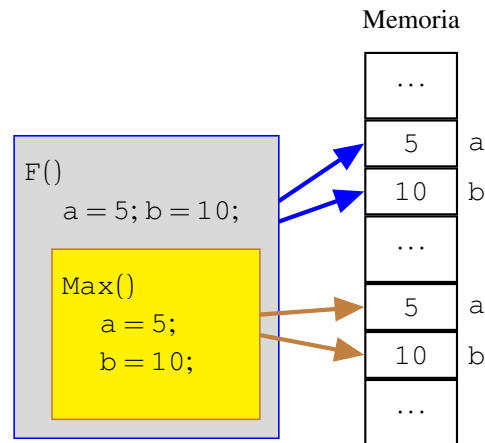 Memoria
...
5 a
10 b
...
5 a
10 b
...
F()
a = 5; b = 10;
Max()
a = 5;
b = 10;